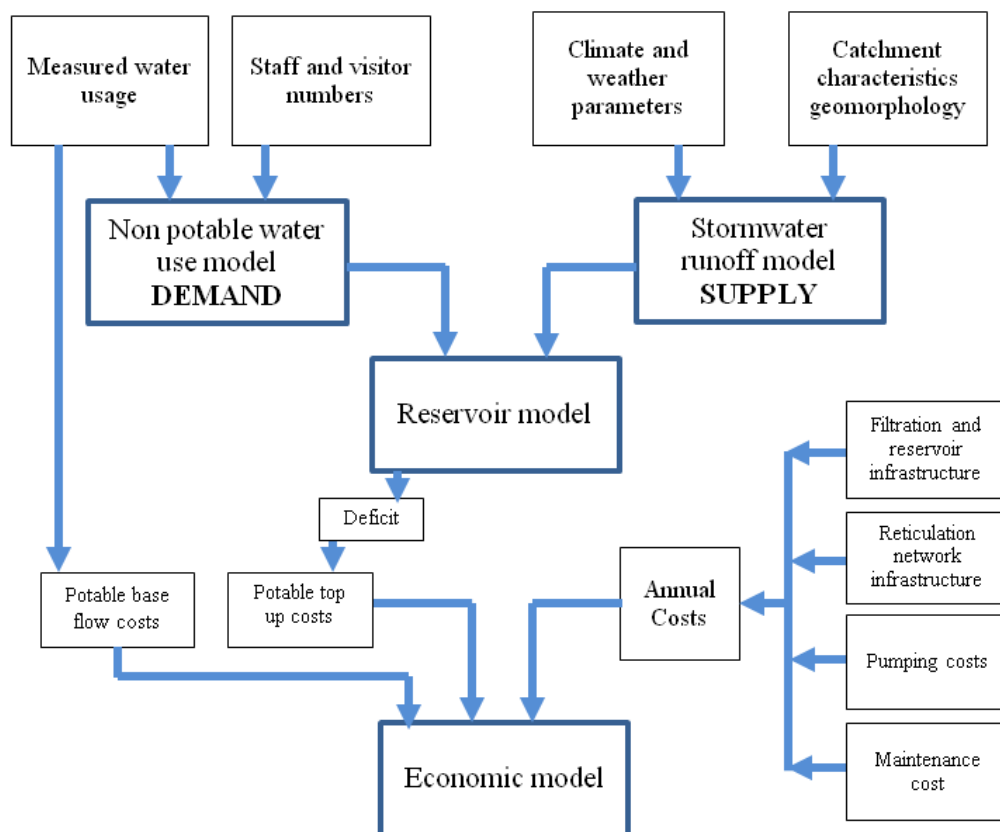 Measured water
usage
Staff and visitor
numbers
Climate and
weather
parameters
Catchment
characteristics
geomorphology
Non potable water
use model
DEMAND
Stormwater
runoff model
SUPPLY
Reservoir model
Filtration and
reservoir
infrastructure
Deficit
Reticulation
network
infrastructure
Potable base
flow costs
Potable top
up costs
Annual
Costs
Pumping costs
Economic model
Maintenance
cost